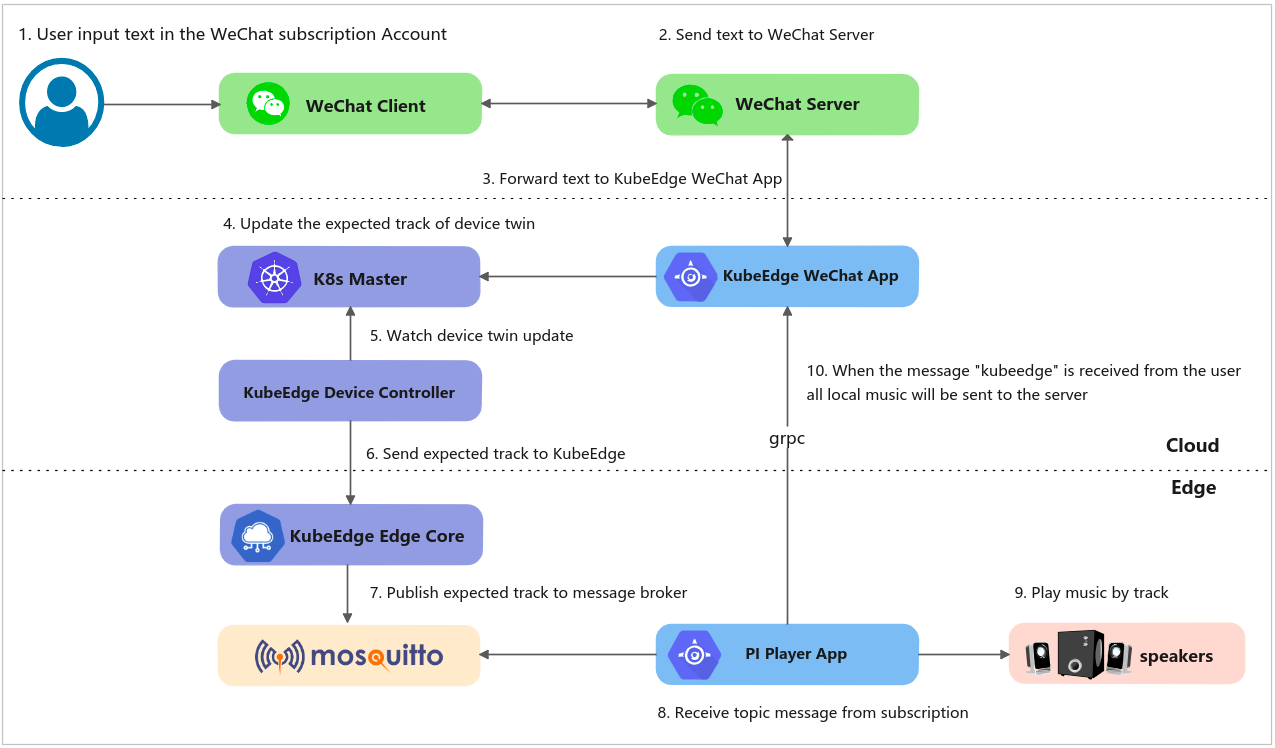 1. User input text in the WeChat subscription Account
2. Send text to WeChat Server
WeChat Client
WeChat Server
3. Forward text to KubeEdge WeChat App
4. Update the expected track of device twin
K8s Master
KubeEdge WeChat App
5. Watch device twin update
KubeEdge Device Controller
10. When the message "kubeedge" is received from the user
all local music will be sent to the server
grpc
6. Send expected track to KubeEdge
Cloud
Edge
KubeEdge Edge Core
7. Publish expected track to message broker
9. Play music by track
mosquitto
PI Player App
speakers
8. Receive topic message from subscription